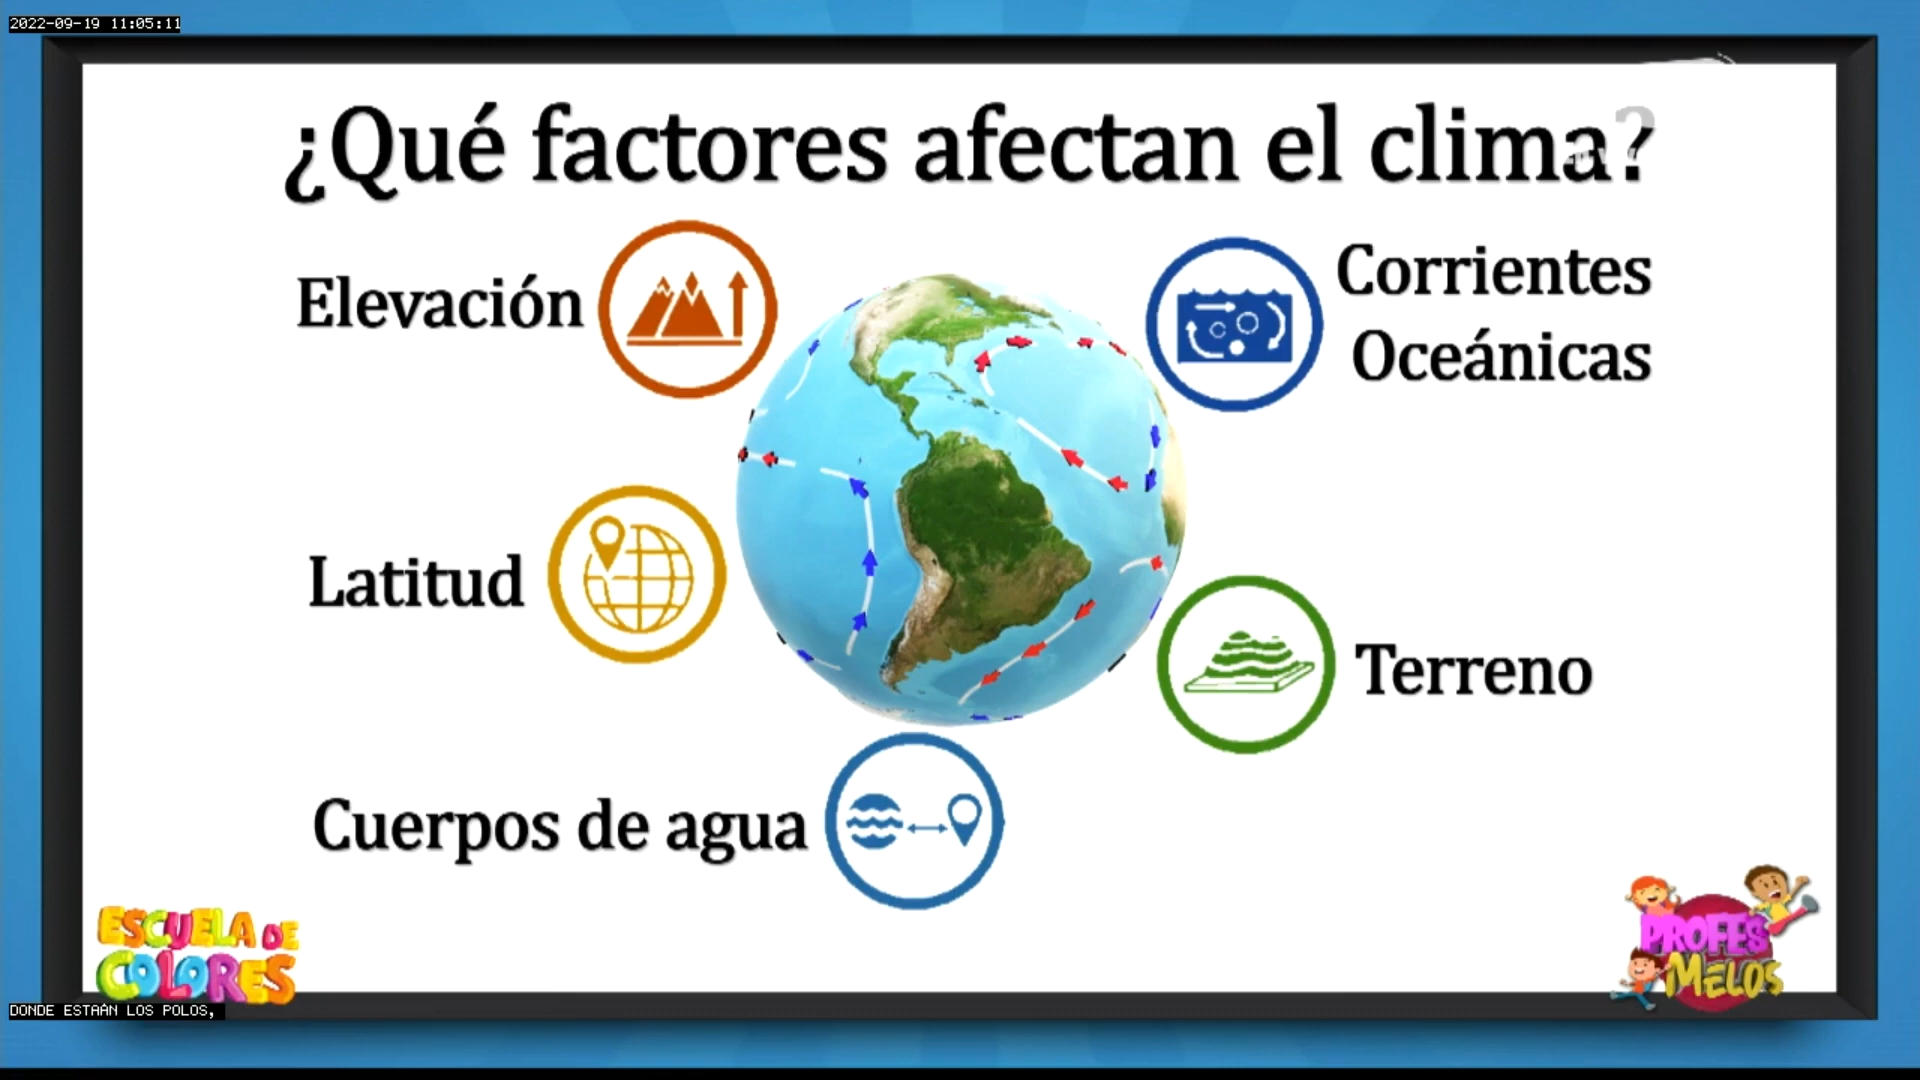 2022-09-19 11:05:11
¿Qué factores afectan el clima?
Elevación
Corrientes
Oceánicas
Latitud
Terreno
Cuerpos de agua
ESCUELA DE
COLORES
PROFES
MELOS
DONDE ESTAÁN LOS POLOS,